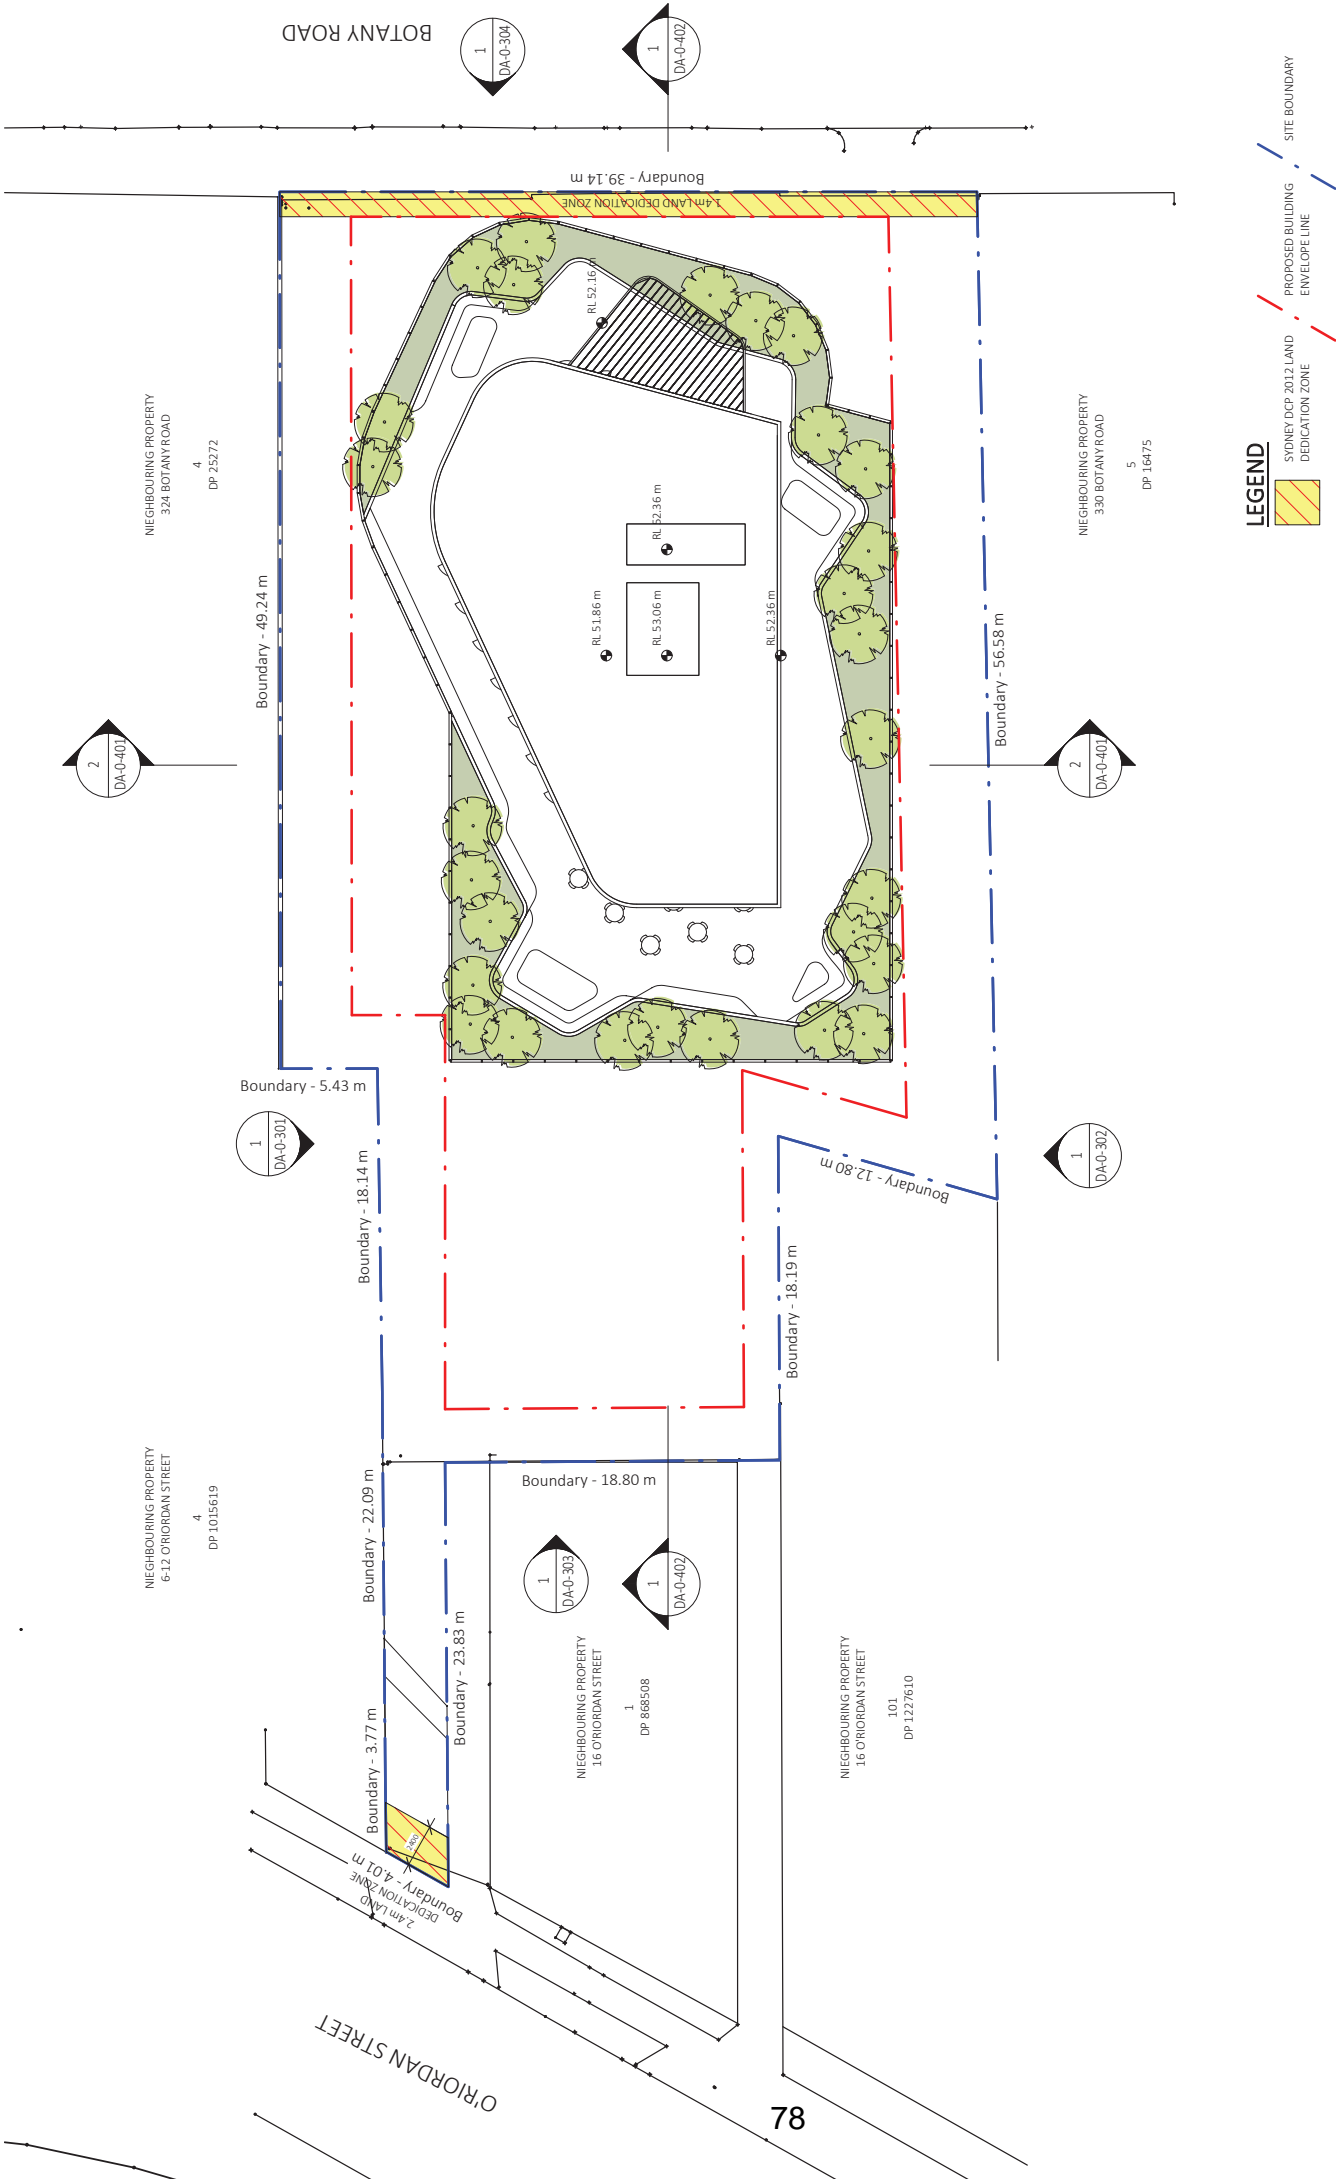 BOTANY ROAD
1
DA-0-304
1
DA-0-402
Boundary - 39.14 m
1.4m LAND DEDICATION ZONE
NIEGHBOURING PROPERTY
324 BOTANY ROAD
4
DP 25272
Boundary - 49.24 m
RL 52.16 m
RL 52.36 m
RL 51.86 m
RL 53.06 m
RL 52.36 m
NIEGHBOURING PROPERTY
330 BOTANY ROAD
5
DP 16475
Boundary - 56.58 m
2
DA-0-401
2
DA-0-401
LEGEND
SYDNEY DCP 2012 LAND
DEDICATION ZONE
PROPOSED BUILDING
ENVELOPE LINE
SITE BOUNDARY
Boundary - 5.43 m
1
DA-0-301
1
DA-0-302
Boundary - 12.80 m
Boundary - 18.14 m
Boundary - 18.19 m
NIEGHBOURING PROPERTY
6-12 O'RIORDAN STREET
4
DP 1015619
Boundary - 22.09 m
Boundary - 18.80 m
1
DA-0-303
1
DA-0-402
Boundary - 23.83 m
Boundary - 3.77 m
NIEGHBOURING PROPERTY
16 O'RIORDAN STREET
1
DP 868508
NIEGHBOURING PROPERTY
16 O'RIORDAN STREET
101
DP 1227610
2400
Boundary - 4.01 m
2.4m LAND
DEDICATION ZONE
O'RIORDAN STREET
78